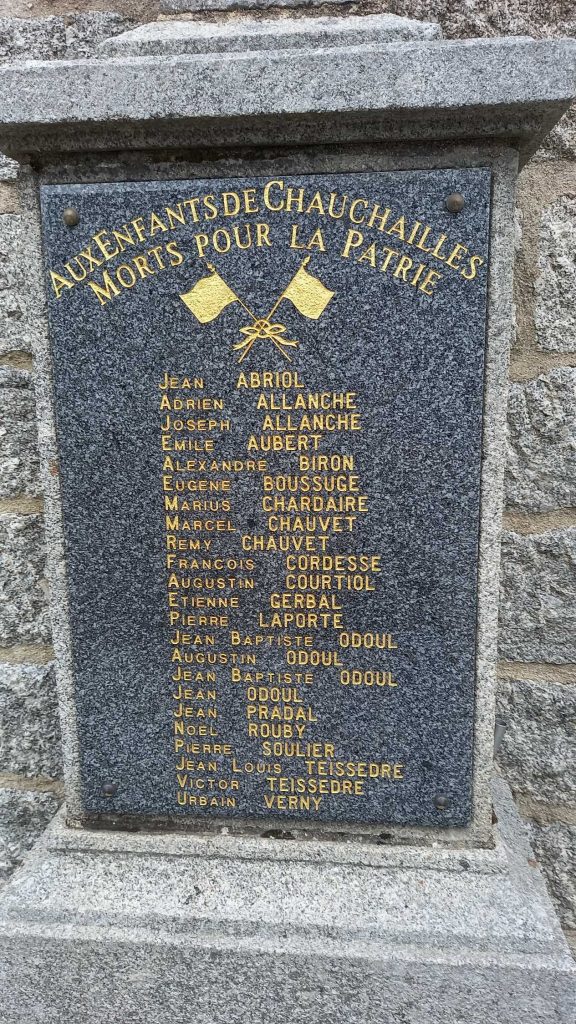 AUX ENFANTS DE CHAUCHAILLES
MORTS POUR LA PATRIE
JEAN ABRIOL
ADRIEN ALLANCHE
JOSEPH ALLANCHE
EMILE AUBERT
ALEXANDRE BIRON
EUGENE BOUSSUGE
MARIUS CHARDAIRE
MARCEL CHAUVET
REMY CHAUVET
FRANCOIS CORDESSE
AUGUSTIN COURTIOL
ETIENNE GERBAL
PIERRE LAPORTE
JEAN BAPTISTE ODOUL
AUGUSTIN ODOUL
JEAN BAPTISTE ODOUL
JEAN ODOUL
JEAN PRADAL
NOEL ROUBY
PIERRE SOULIER
JEAN LOUIS TEISSEDRE
VICTOR TEISSEDRE
URBAIN VERNY